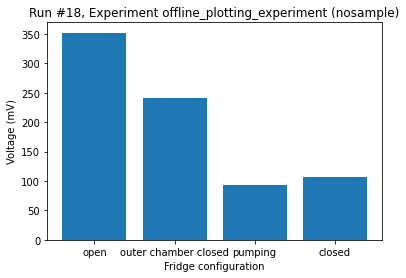 Run #18, Experiment offline_plotting_experiment (nosample)
Voltage (mV)
350
300
250
200
150
100
50
0
open outer chamber closed pumping closed
Fridge configuration